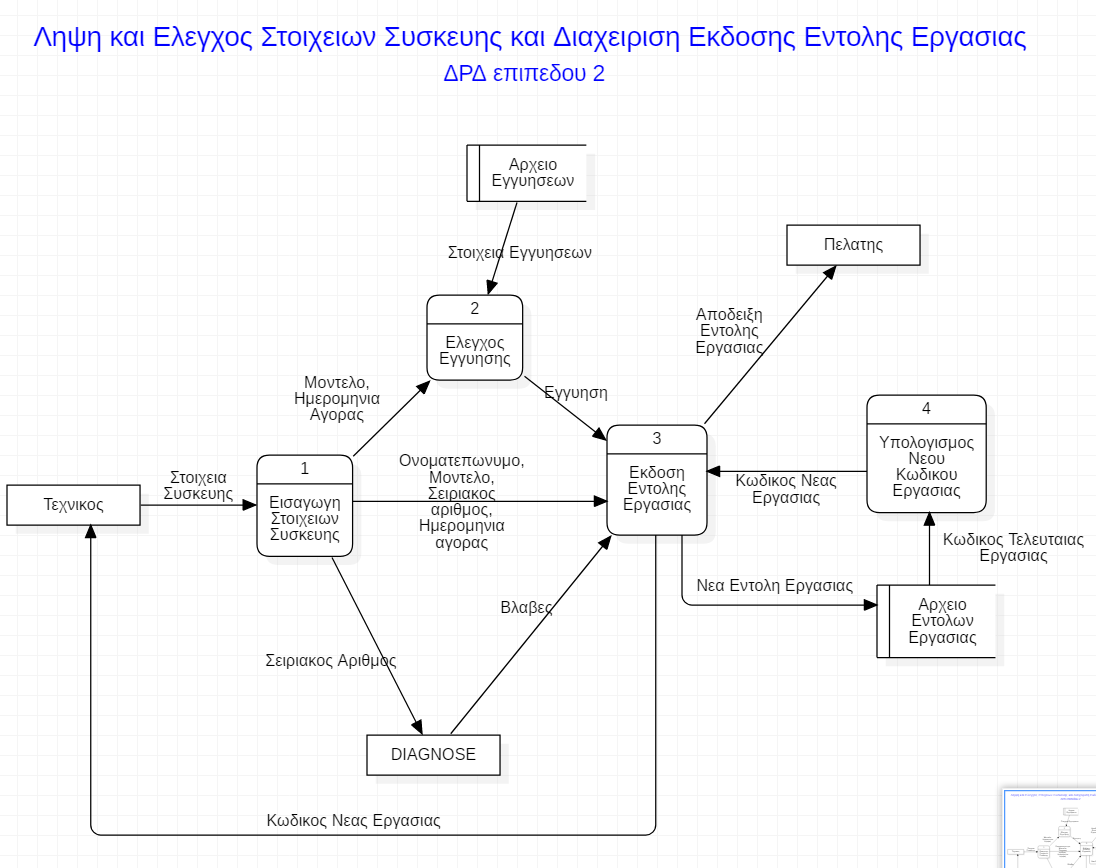 Ληψη και Ελεγχος Στοιχειων Συσκευης και Διαχειριση Εκδοσης Εντολης Εργασιας
ΔΡΔ επιπεδου 2
Αρχειο
Εγγυησεων
Στοιχεια Εγγυησεων
Πελατης
2
Ελεγχος
Εγγυησης
Αποδειξη
Εντολης
Εργασιας
Μοντελο,
Ημερομηνια
Αγορας
Εγγυηση
4
Υπολογισμος
Νεου
Κωδικου
Εργασιας
3
Εκδοση
Εντολης
Εργασιας
Κωδικος Νεας
Εργασιας
Ονοματεπωνυμο,
Μοντελο,
Σειριακος
αριθμος,
Ημερομηνια
αγορας
1
Εισαγωγη
Στοιχειων
Συσκευης
Στοιχεια
Συσκευης
Τεχνικος
Κωδικος Τελευταιας
Εργασιας
Νεα Εντολη Εργασιας
Αρχειο
Εντολων
Εργασιας
Βλαβες
Σειριακος Αριθμος
DIAGNOSE
Κωδικος Νεας Εργασιας